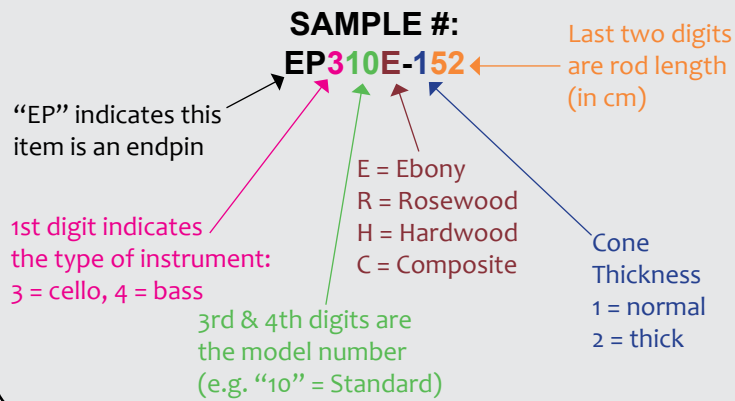 SAMPLE #:
EP310E-152
Last two digits
are rod length
(in cm)
“EP” indicates this
item is an endpin
E = Ebony
R = Rosewood
H = Hardwood
C = Composite
1st digit indicates
the type of instrument:
3 = cello, 4 = bass
Cone
Thickness
1 = normal
2 = thick
3rd & 4th digits are
the model number
(e.g. “10” = Standard)